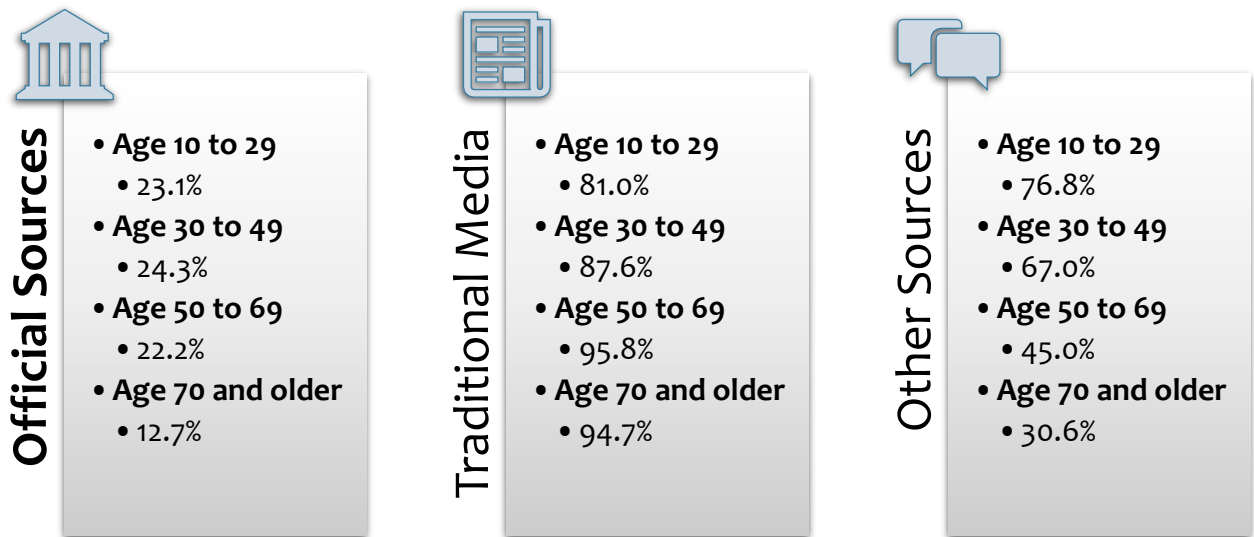 Official Sources
• Age 10 to 29
• 23.1%
• Age 30 to 49
• 24.3%
• Age 50 to 69
• 22.2%
• Age 70 and older
• 12.7%
Traditional Media
• Age 10 to 29
• 81.0%
• Age 30 to 49
• 87.6%
• Age 50 to 69
• 95.8%
• Age 70 and older
• 94.7%
Other Sources
• Age 10 to 29
• 76.8%
• Age 30 to 49
• 67.0%
• Age 50 to 69
• 45.0%
• Age 70 and older
• 30.6%